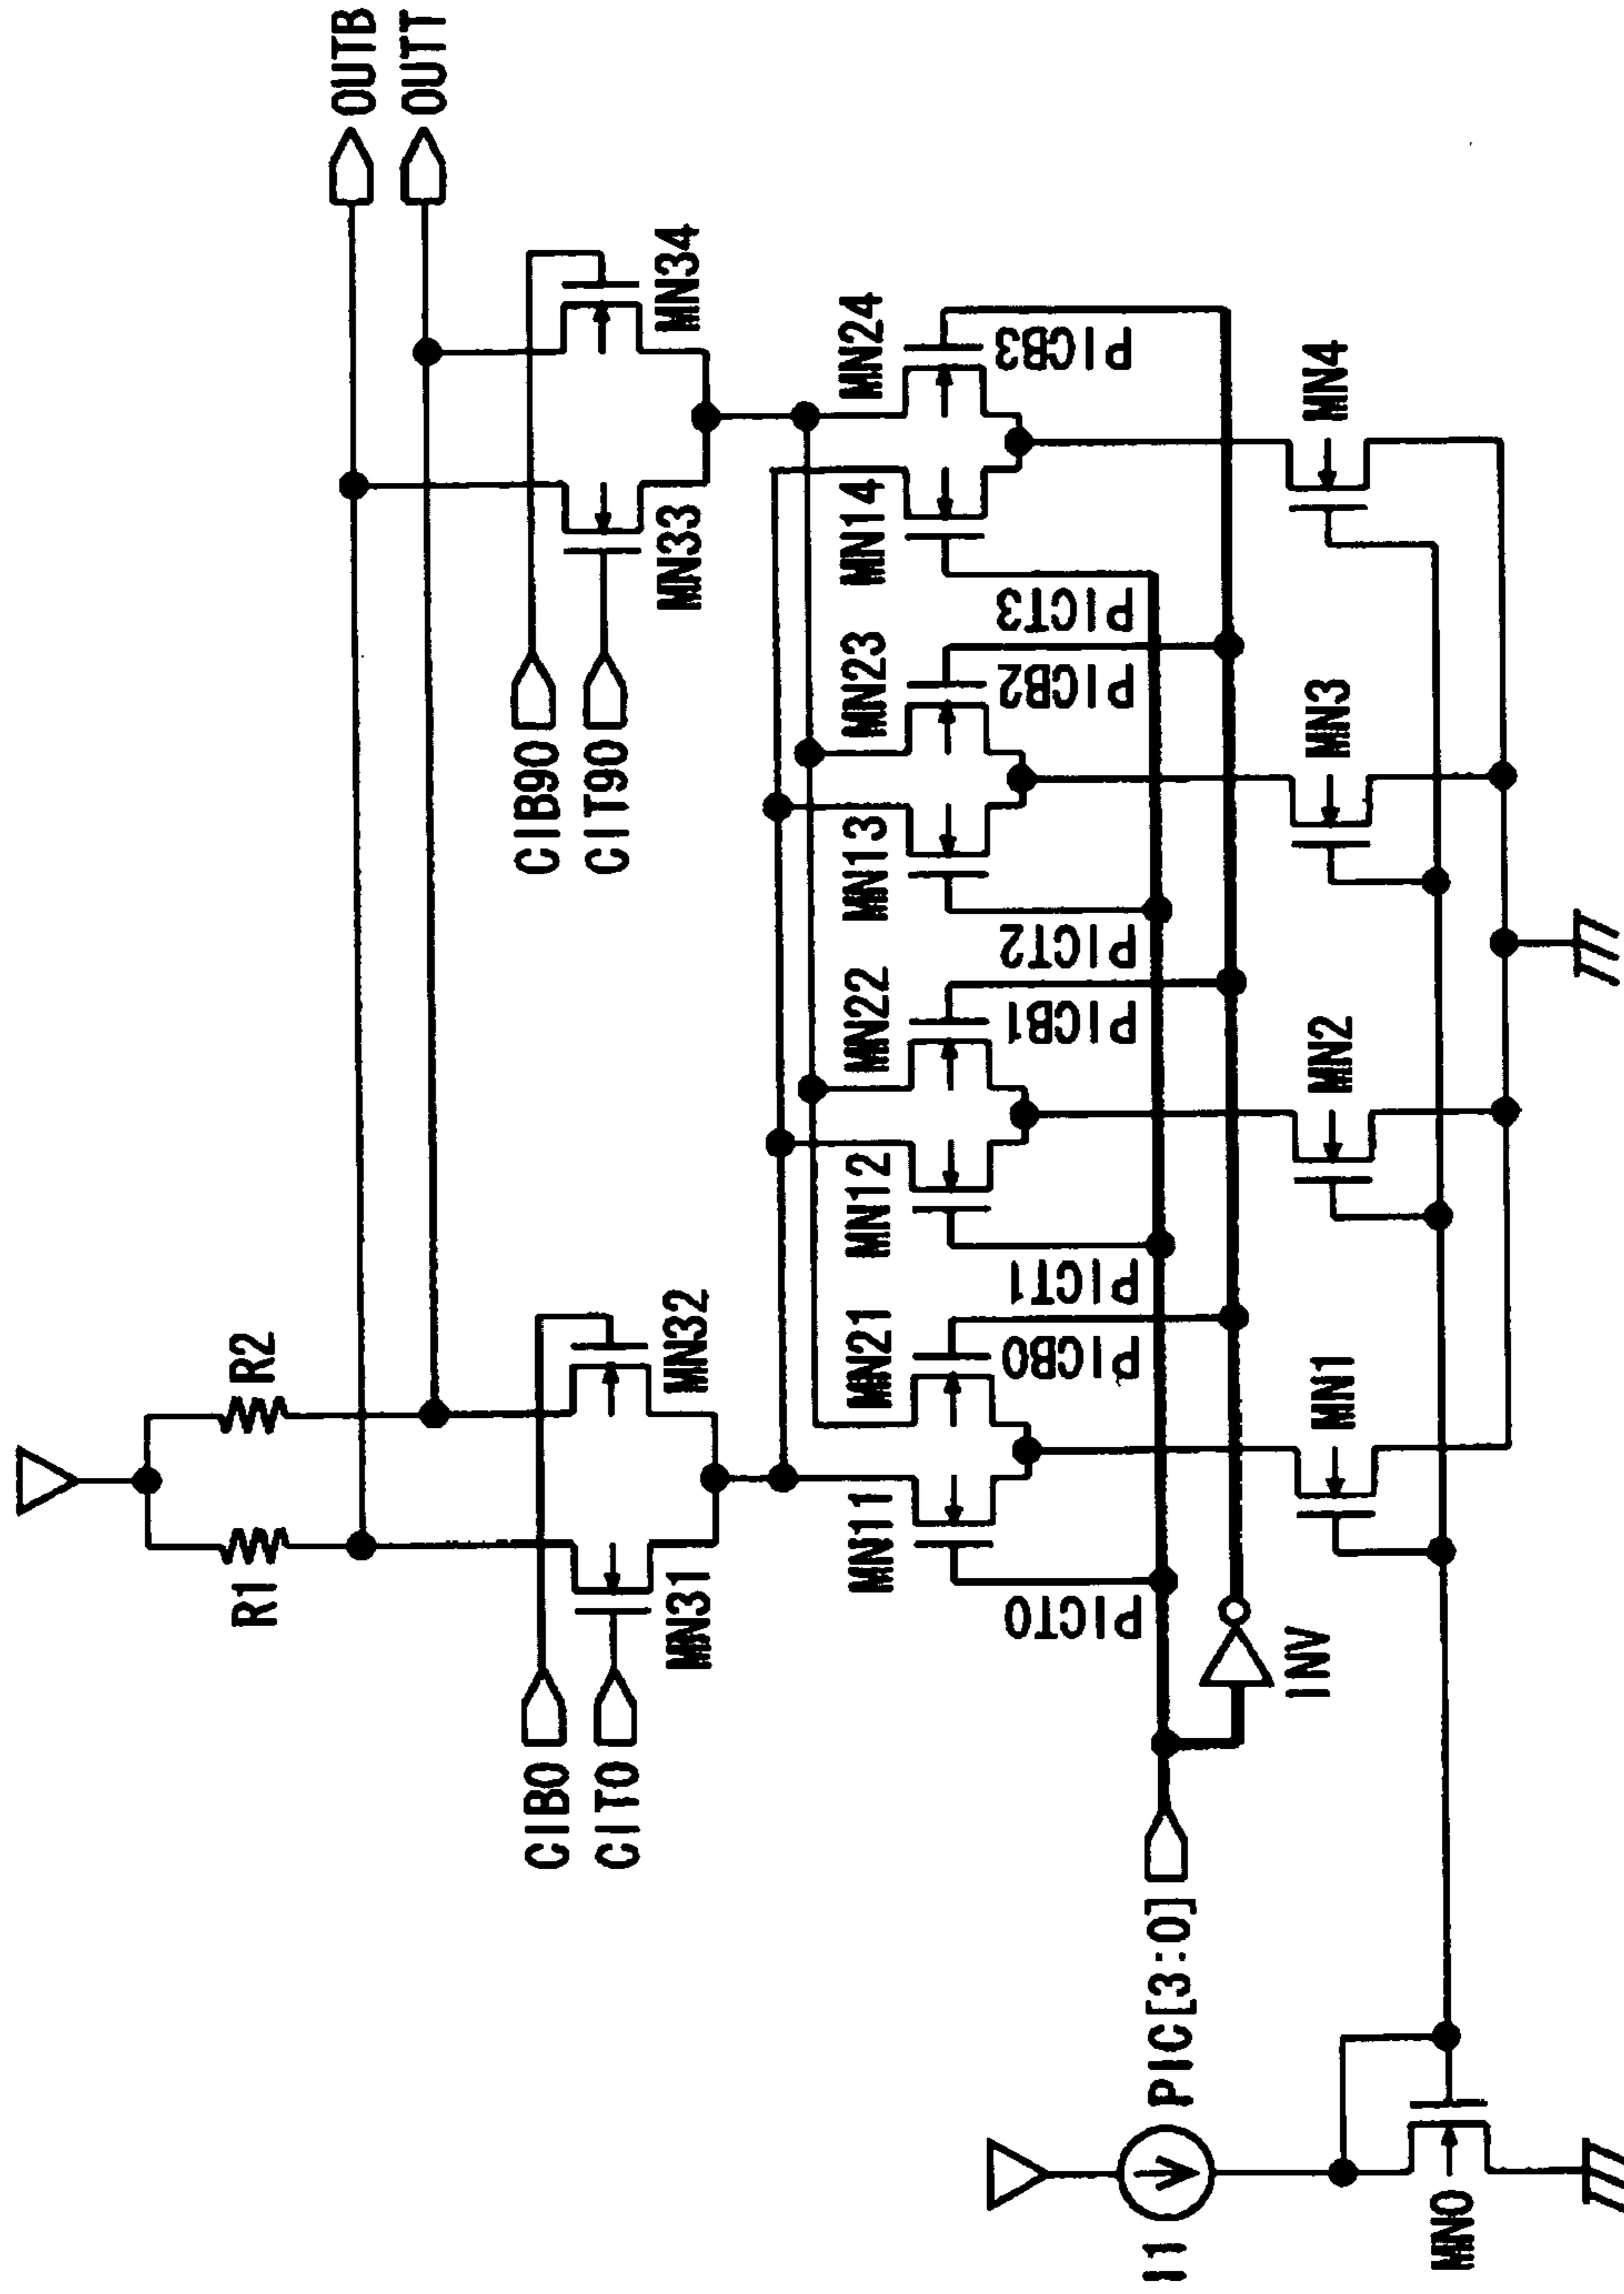 OUTB
OUTT
R1
R2
CIB0
CIT0
MN31
MN32
CIB90
CIT90
MN33
MN34
MN11
MN21
MN12
MN22
MN13
MN23
MN14
MN24
PICT0
PICB0
PICT1
PICB1
PICT2
PICB2
PICT3
PICB3
PIC[3:0]
INV
I1
MN0
MN1
MN2
MN3
MN4